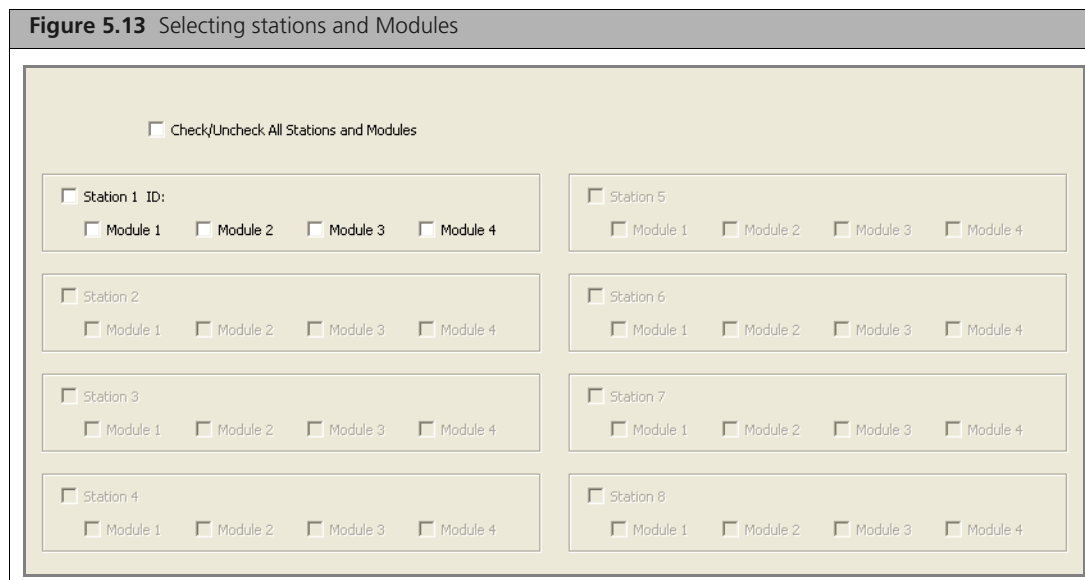 Figure 5.13 Selecting stations and Modules
Check/Uncheck All Stations and Modules
Station 1 ID:
Module 1 Module 2 Module 3 Module 4
Station 2
Module 1 Module 2 Module 3 Module 4
Station 3
Module 1 Module 2 Module 3 Module 4
Station 4
Module 1 Module 2 Module 3 Module 4
Station 5
Module 1 Module 2 Module 3 Module 4
Station 6
Module 1 Module 2 Module 3 Module 4
Station 7
Module 1 Module 2 Module 3 Module 4
Station 8
Module 1 Module 2 Module 3 Module 4